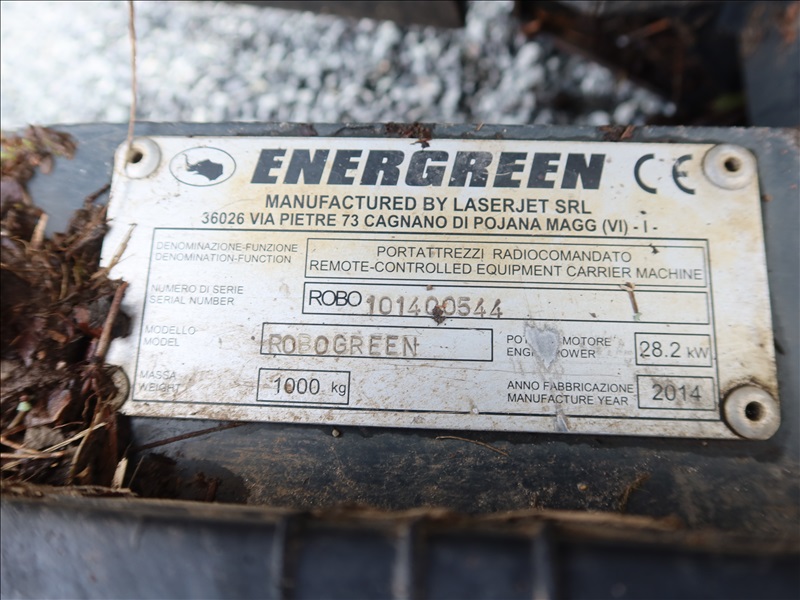 ENERGREEN CE
MANUFACTURED BY LASERJET SRL
36026 VIA PIETRE 73 CAGNANO DI POJANA MAGG (VI) - I -
DENOMINAZIONE-FUNZIONE PORTATTREZZI RADIOCOMANDATO
DENOMINATION-FUNCTION REMOTE-CONTROLLED EQUIPMENT CARRIER MACHINE
NUMERO DI SERIE
SERIAL NUMBER ROBO 101400544
MODELLO
MODEL ROBOGREEN
MOTORE
POWER 28.2 kW
MASSA
WEIGHT 1000 kg
ANNO FABBRICAZIONE
MANUFACTURE YEAR 2014